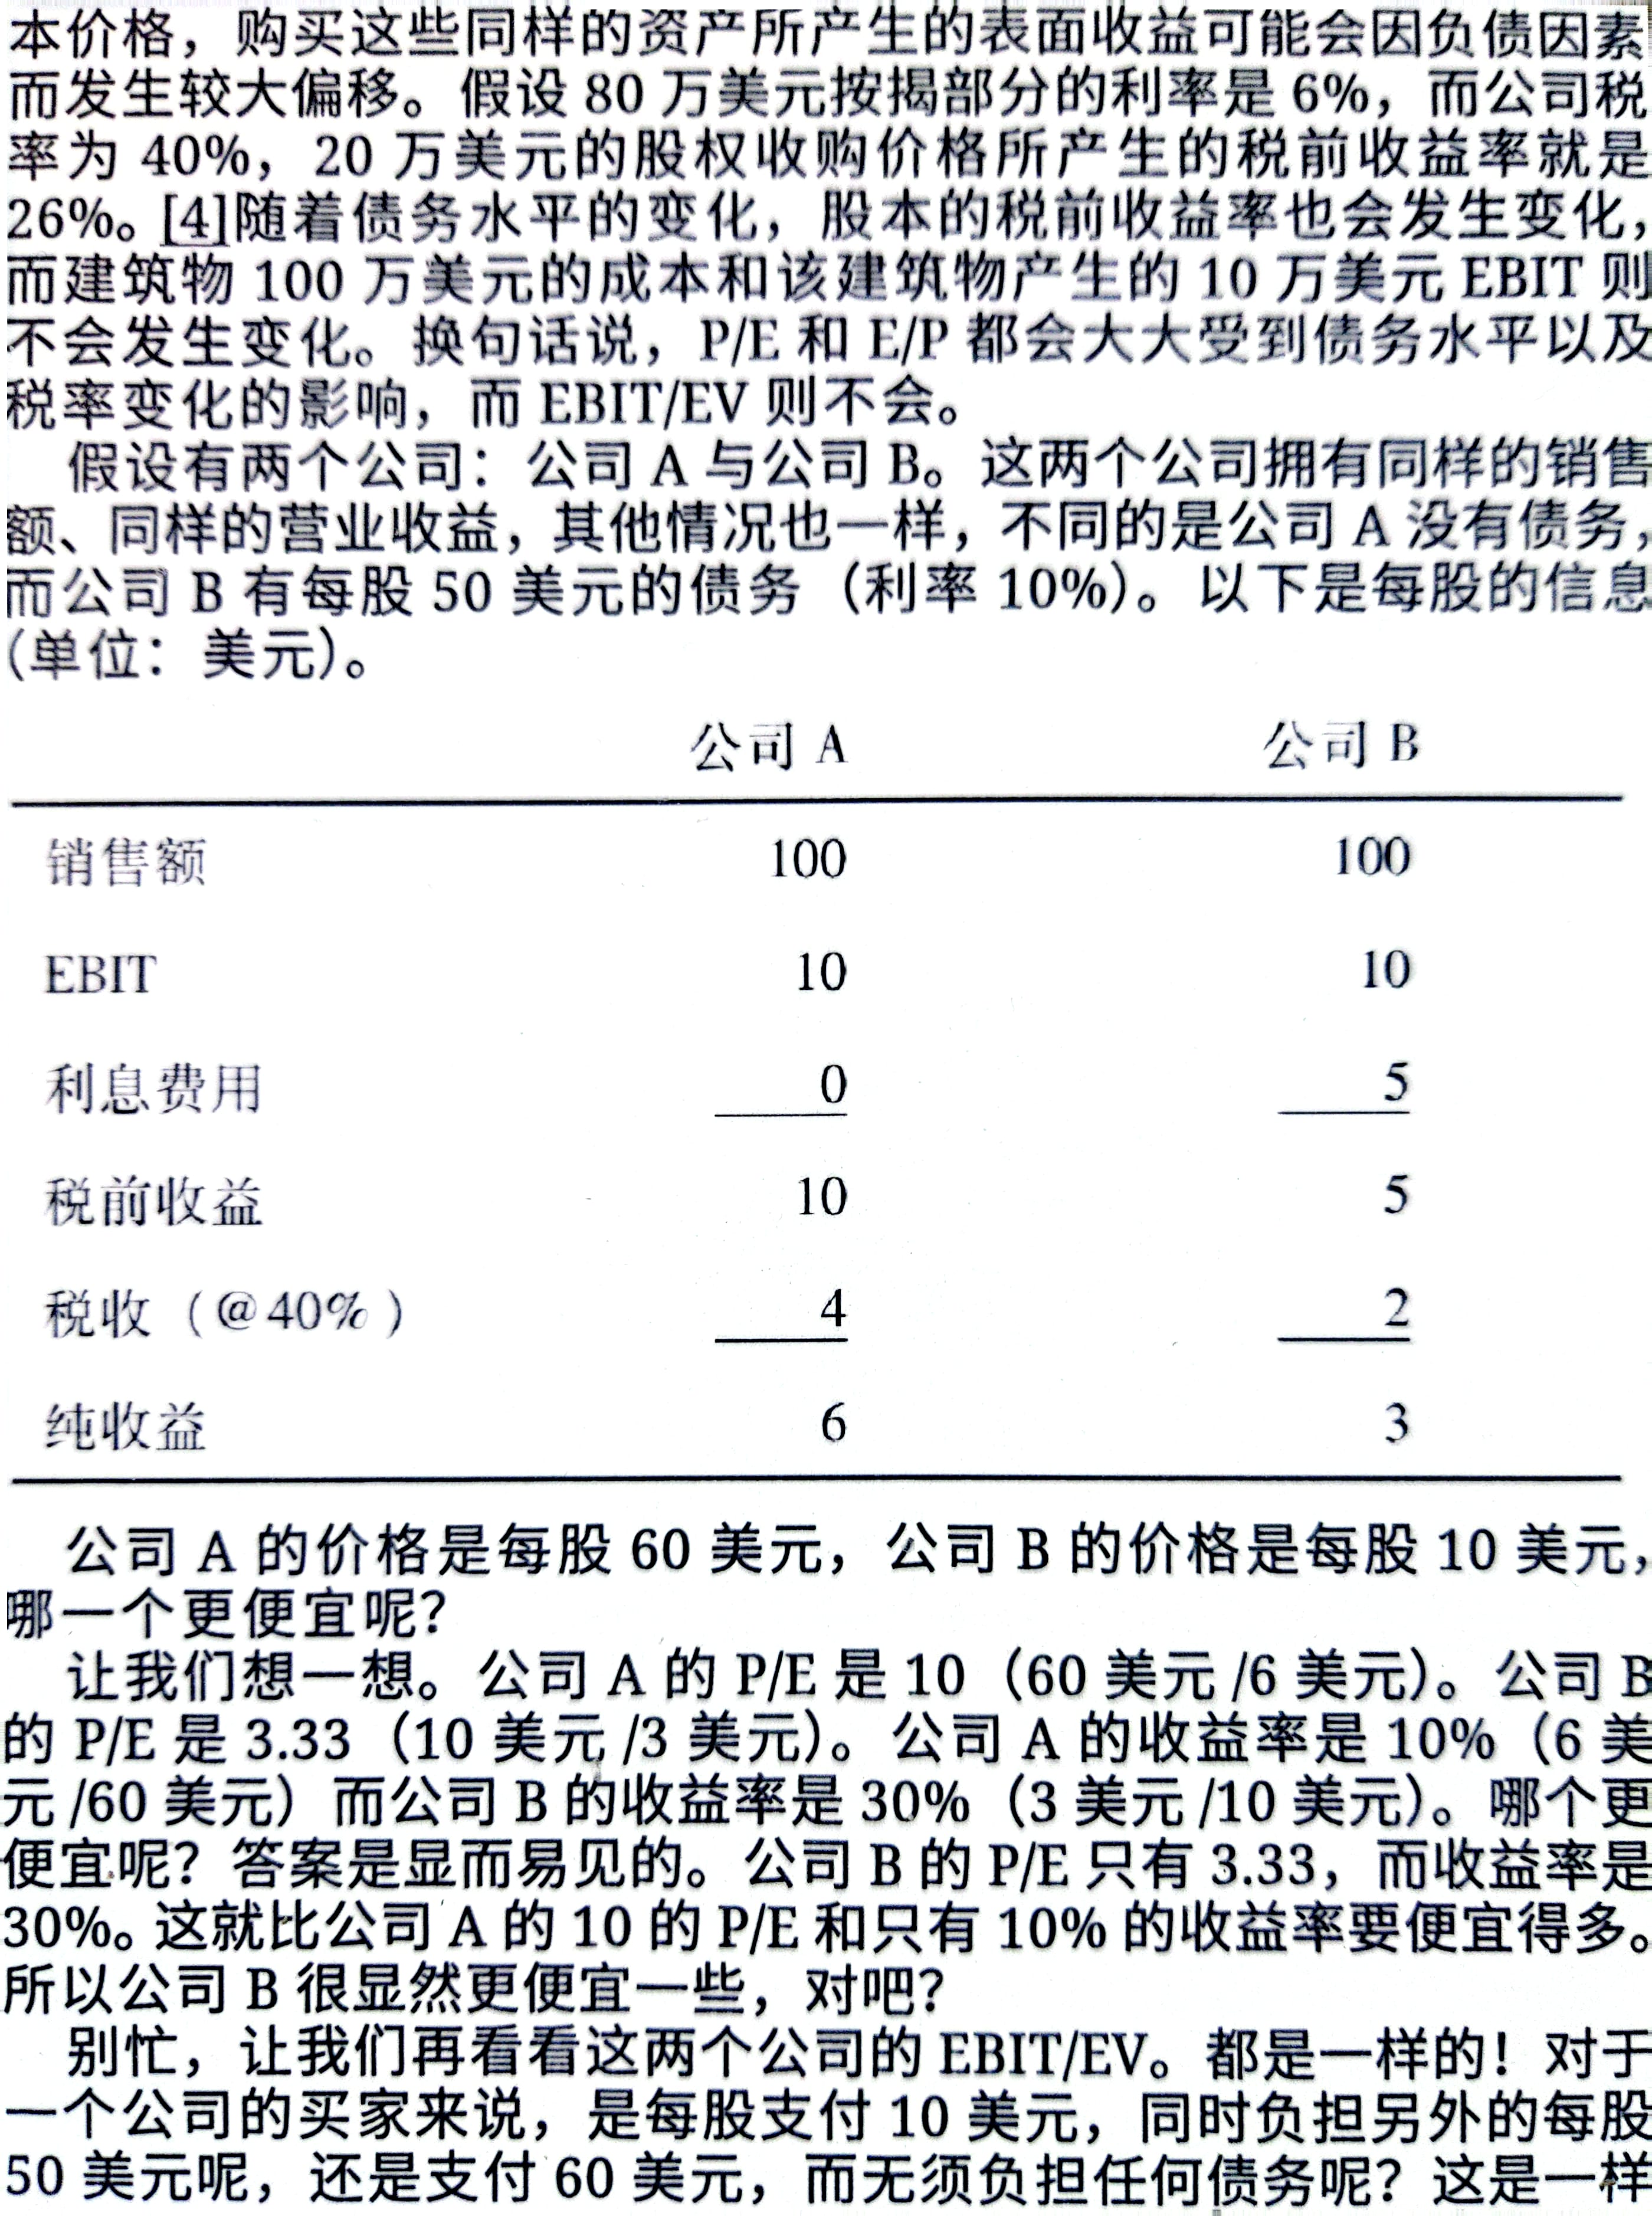 本价格，购买这些同样的资产所产生的表面收益可能会因负债因素
而发生较大偏移。假设 80 万美元按揭部分的利率是 6%，而公司税
率为 40%，20 万美元的股权收购价格所产生的税前收益率就是
26%。[4]随着债务水平的变化，股本的税前收益率也会发生变化，
而建筑物 100 万美元的成本和该建筑物产生的 10 万美元 EBIT 则
不会发生变化。换句话说，P/E 和 E/P 都会大大受到债务水平以及
税率变化的影响，而 EBIT/EV 则不会。
假设有两个公司：公司 A 与公司 B。这两个公司拥有同样的销售
额、同样的营业收益，其他情况也一样，不同的是公司 A 没有债务，
而公司 B 有每股 50 美元的债务（利率 10%）。以下是每股的信息
（单位：美元）。
公司 A 公司 B
销售额 100 100
EBIT 10 10
利息费用 0 5
税前收益 10 5
税收（@40%） 4 2
纯收益 6 3
公司 A 的价格是每股 60 美元，公司 B 的价格是每股 10 美元，
哪一个更便宜呢？
让我们想一想。公司 A 的 P/E 是 10（60 美元 /6 美元）。公司 B
的 P/E 是 3.33（10 美元 /3 美元）。公司 A 的收益率是 10%（6 美
元 /60 美元）而公司 B 的收益率是 30%（3 美元 /10 美元）。哪个更
便宜呢？答案是显而易见的。公司 B 的 P/E 只有 3.33，而收益率是
30%。这就比公司 A 的 10 的 P/E 和只有 10% 的收益率要便宜得多。
所以公司 B 很显然更便宜一些，对吧？
别忙，让我们再看看这两个公司的 EBIT/EV。都是一样的！对于
一个公司的买家来说，是每股支付 10 美元，同时负担另外的每股
50 美元呢，还是支付 60 美元，而无须负担任何债务呢？这是一样